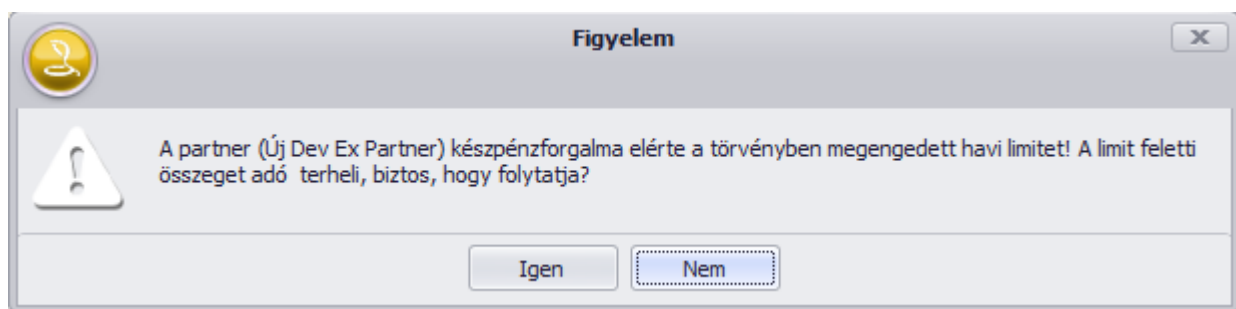 Figyelem
A partner (Új Dev Ex Partner) készpénzforgalma elérte a törvényben megengedett havi limitet! A limit feletti
összeget adó  terheli, biztos, hogy folytatja?
Igen
Nem